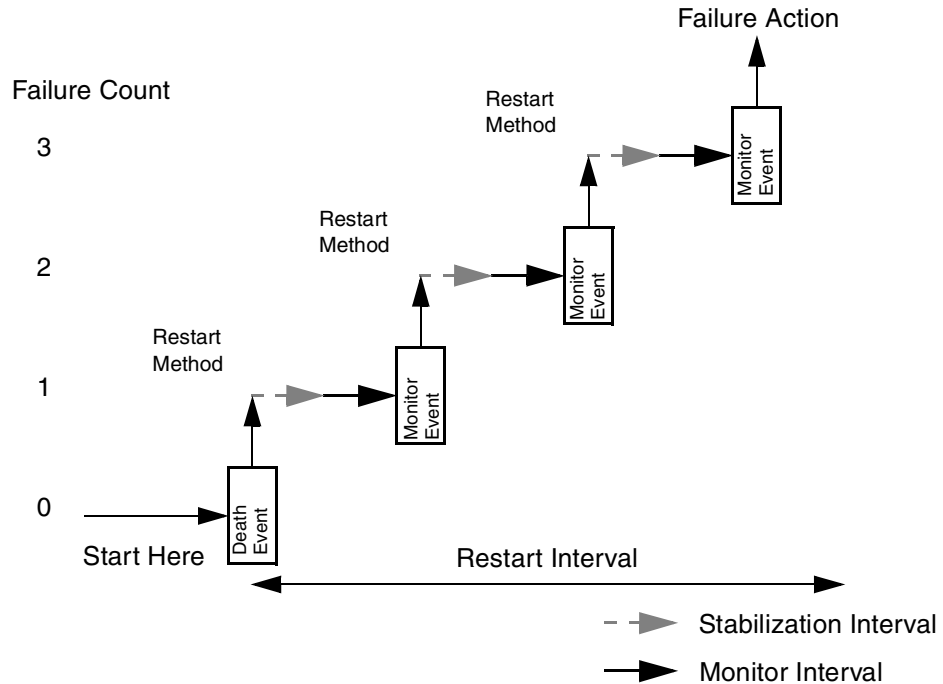 Failure Action
Failure Count
Restart
Method
3
Monitor
Event
Restart
Method
2
Monitor
Event
Restart
Method
1
Monitor
Event
0
Death
Event
Start Here
Restart Interval
Stabilization Interval
Monitor Interval